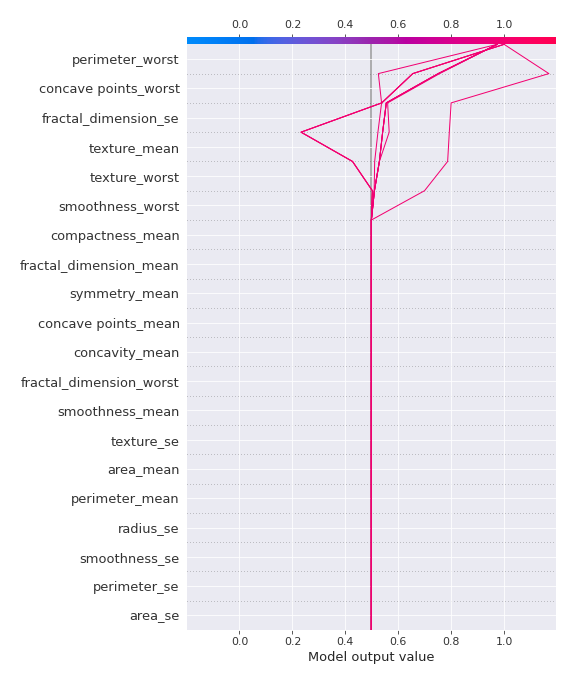 0.0 0.2 0.4 0.6 0.8 1.0
perimeter_worst
concave points_worst
fractal_dimension_se
texture_mean
texture_worst
smoothness_worst
compactness_mean
fractal_dimension_mean
symmetry_mean
concave points_mean
concavity_mean
fractal_dimension_worst
smoothness_mean
texture_se
area_mean
perimeter_mean
radius_se
smoothness_se
perimeter_se
area_se
0.0 0.2 0.4 0.6 0.8 1.0
Model output value